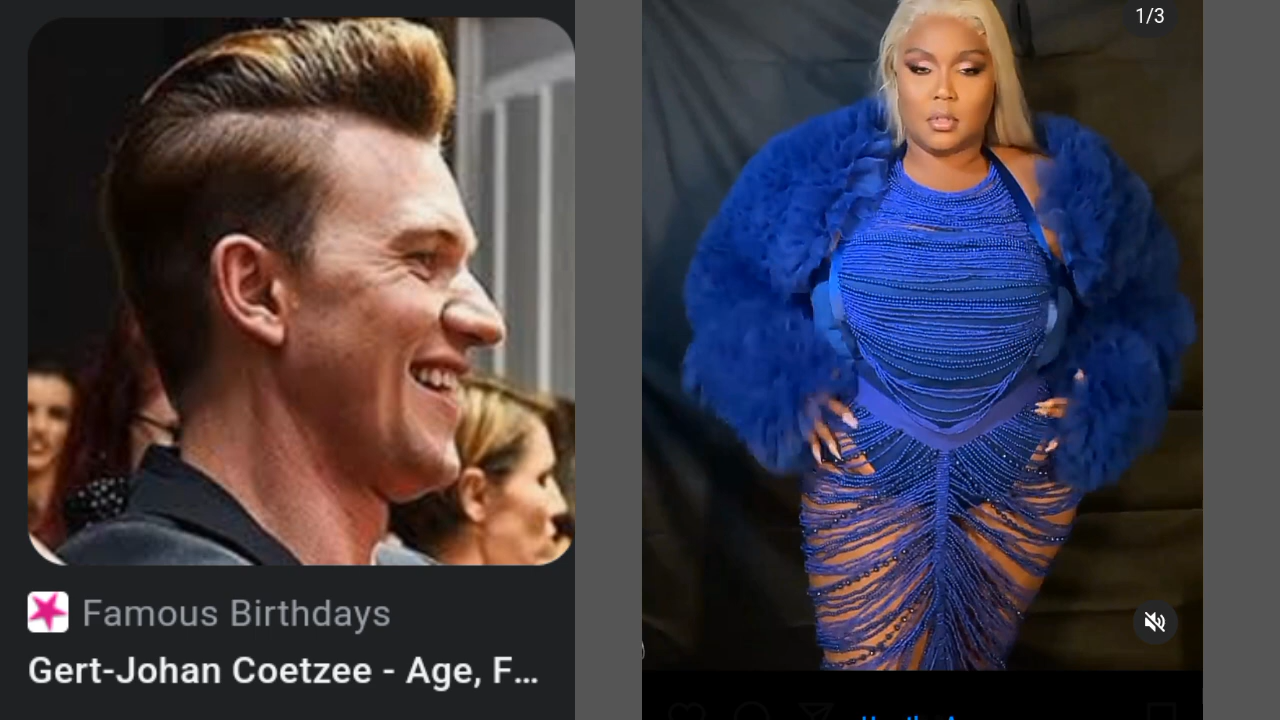 Famous Birthdays
Gert-Johan Coetzee - Age, F...
1/3